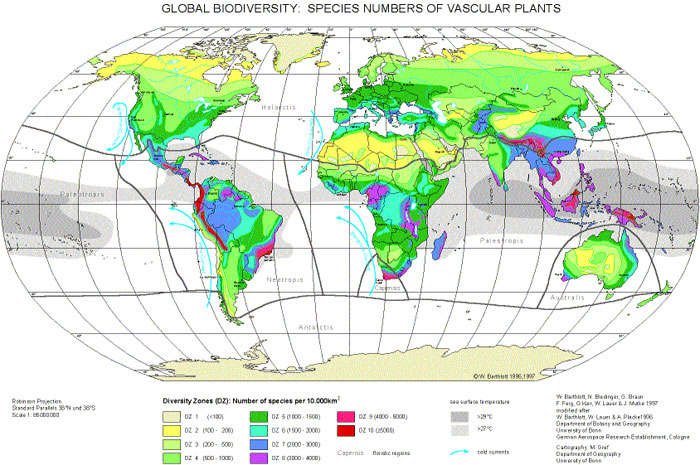 GLOBAL BIODIVERSITY: SPECIES NUMBERS OF VASCULAR PLANTS
Holarctis
Paleotropis
Paleotropis
Neotropis
Capensis
Australis
Antarctis
© W. Barthlott 1996,1997
Robinson Projection
Standard Parallels 38°N und 38°S
Scale 1: 85000000
Diversity Zones (DZ): Number of species per 10.000km²
DZ 1 (<100)
DZ 2 (100 - 200)
DZ 3 (200 - 500)
DZ 4 (500 - 1000)
DZ 5 (1000 - 1500)
DZ 6 (1500 - 2000)
DZ 7 (2000 - 3000)
DZ 8 (3000 - 4000)
DZ 9 (4000 - 5000)
DZ 10 (≥5000)
Capensis floristic regions
sea surface temperature
>29°C
>27°C
cold currents
W. Barthlott, N. Biedinger, G. Braun
F. Feig, G. Kier, W. Lauer & J. Mutke 1997
modified after
W. Barthlott, W. Lauer & A. Placke 1996
Department of Botany and Geography
University of Bonn
German Aerospace Research Establishment, Cologne
Cartography: M. Graf
Department of Geography
University of Bonn